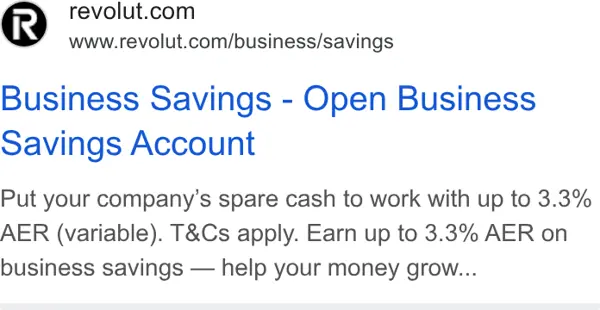 revolut.com
www.revolut.com/business/savings
Business Savings - Open Business
Savings Account
Put your company’s spare cash to work with up to 3.3%
AER (variable). T&Cs apply. Earn up to 3.3% AER on
business savings — help your money grow...